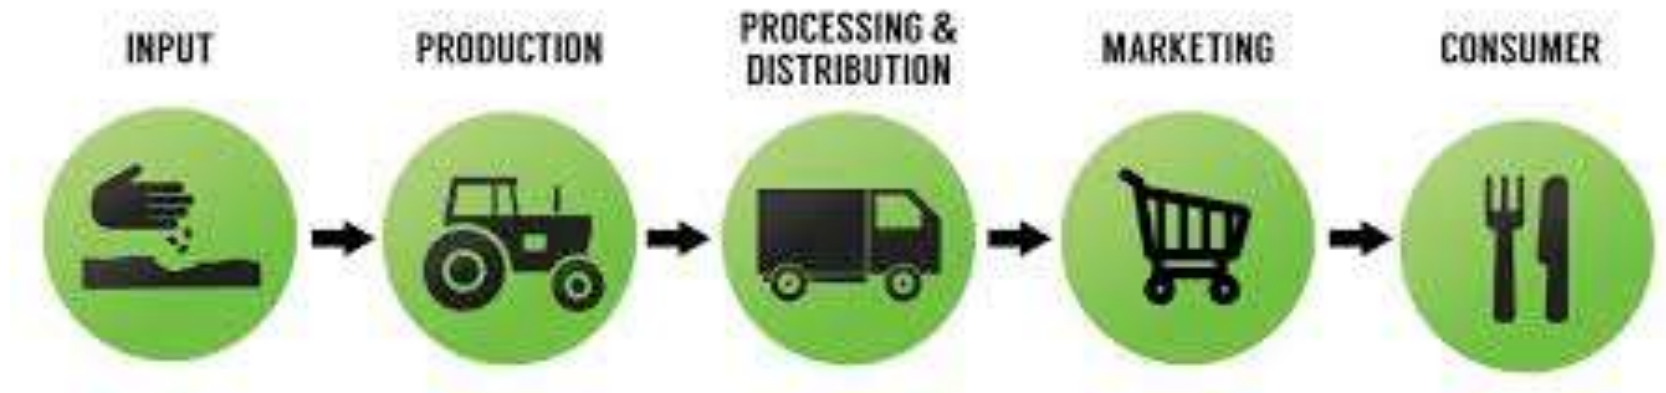 INPUT
PRODUCTION
PROCESSING &
DISTRIBUTION
MARKETING
CONSUMER